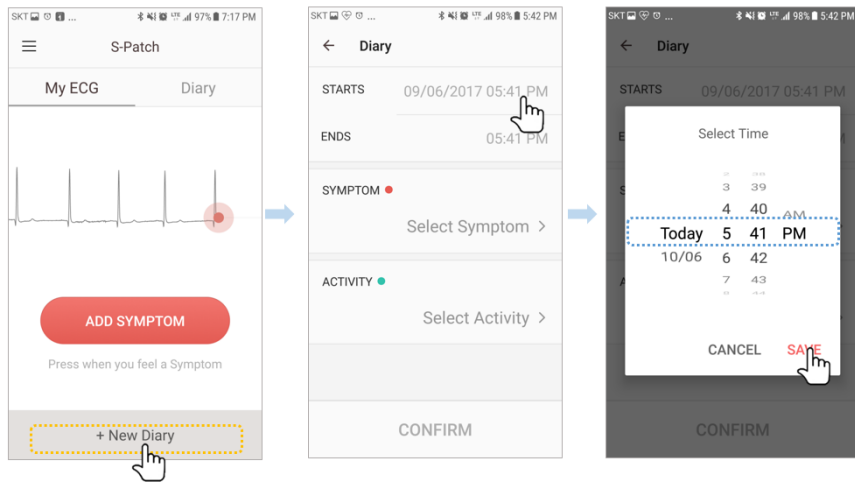 SKT ... LTE 97% 7:17 PM
S-Patch
My ECG Diary
ADD SYMPTOM
Press when you feel a Symptom
+ New Diary
SKT ... LTE 98% 5:42 PM
Diary
STARTS 09/06/2017 05:41 PM
ENDS 05:41 PM
SYMPTOM
Select Symptom >
ACTIVITY
Select Activity >
CONFIRM
SKT ... LTE 98% 5:42 PM
Diary
STARTS 09/06/2017 05:41 PM
Select Time
3 39
4 40 AM
Today 5 41 PM
10/06 6 42
7 43
CANCEL SAVE
CONFIRM